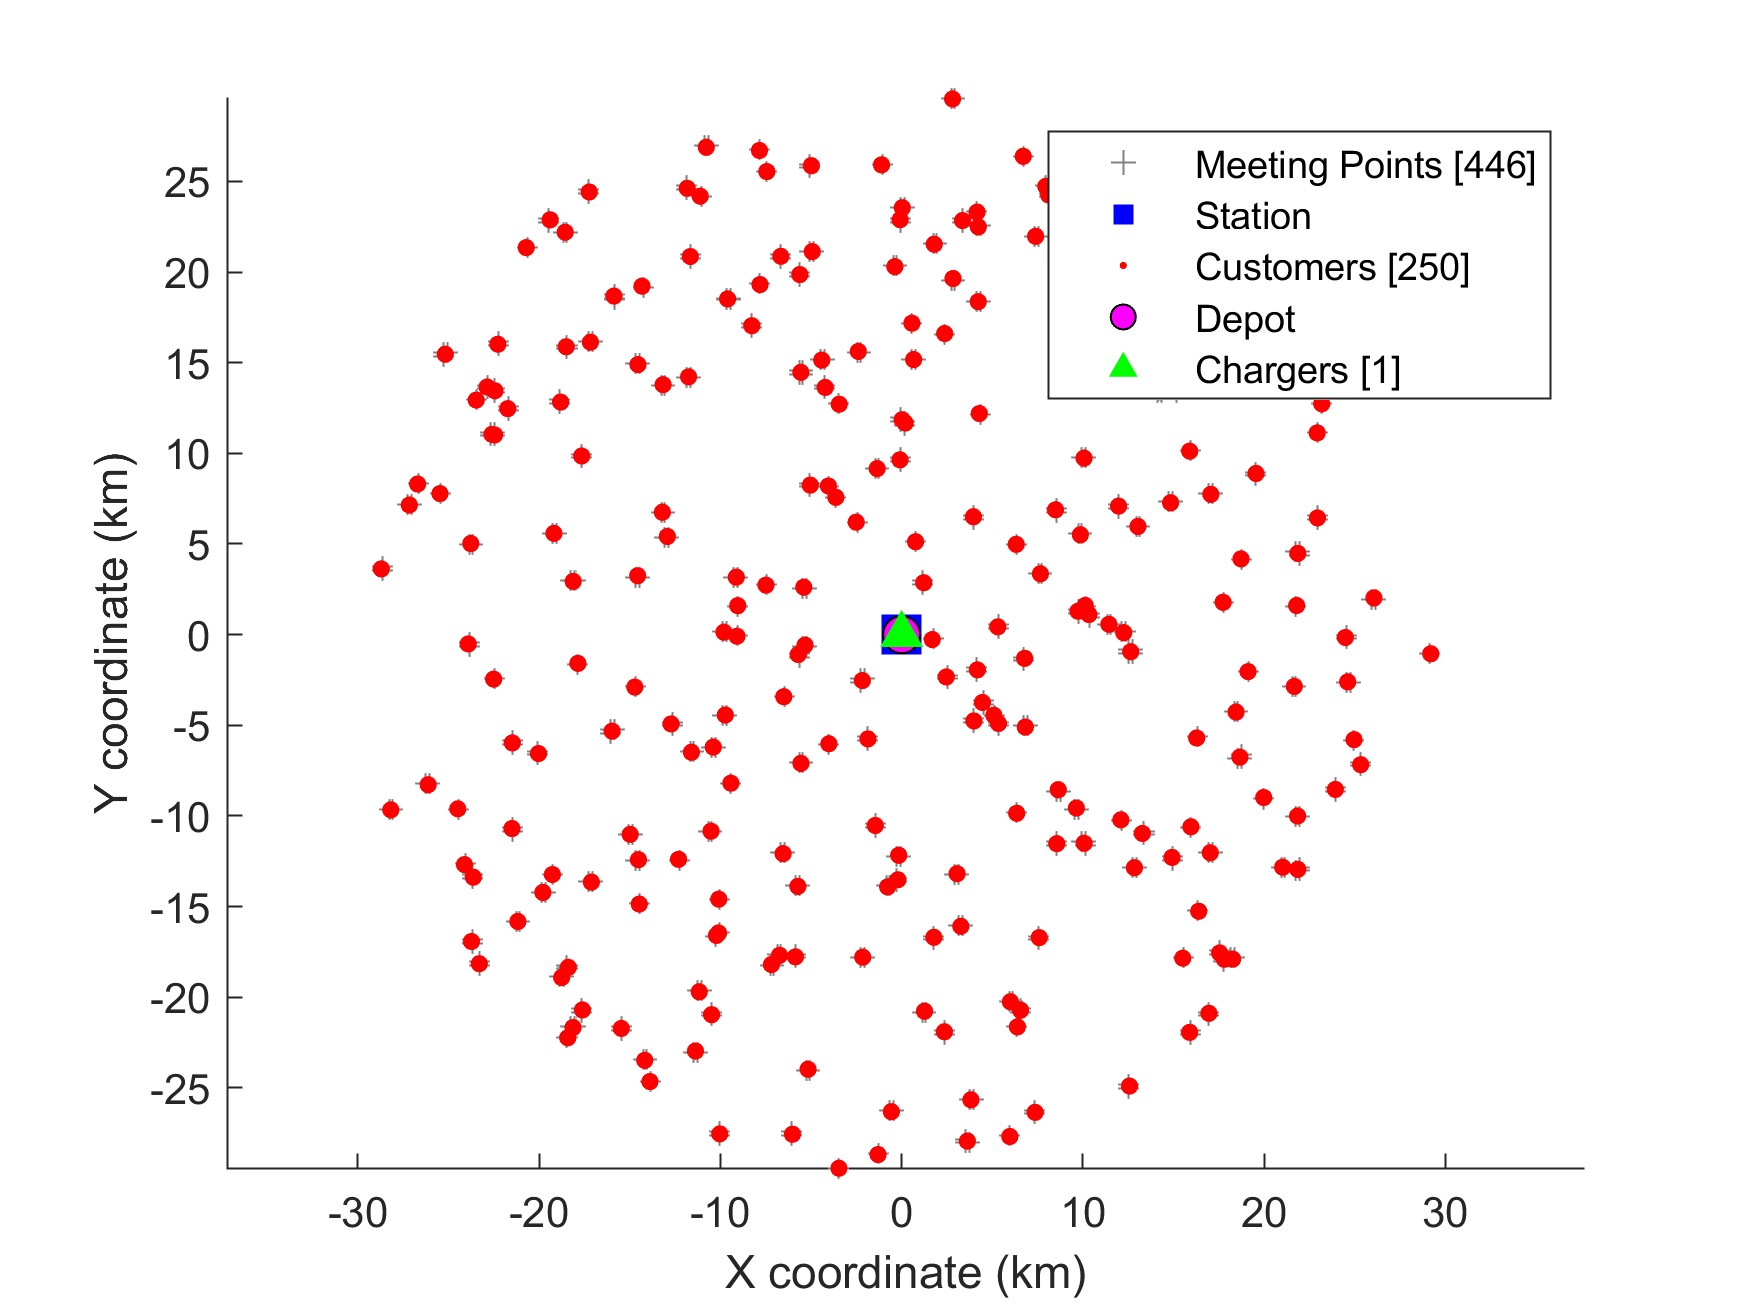 Meeting Points [446]
Station
Customers [250]
Depot
Chargers [1]
25
20
15
10
5
0
-5
-10
-15
-20
-25
Y coordinate (km)
-30 -20 -10 0 10 20 30
X coordinate (km)